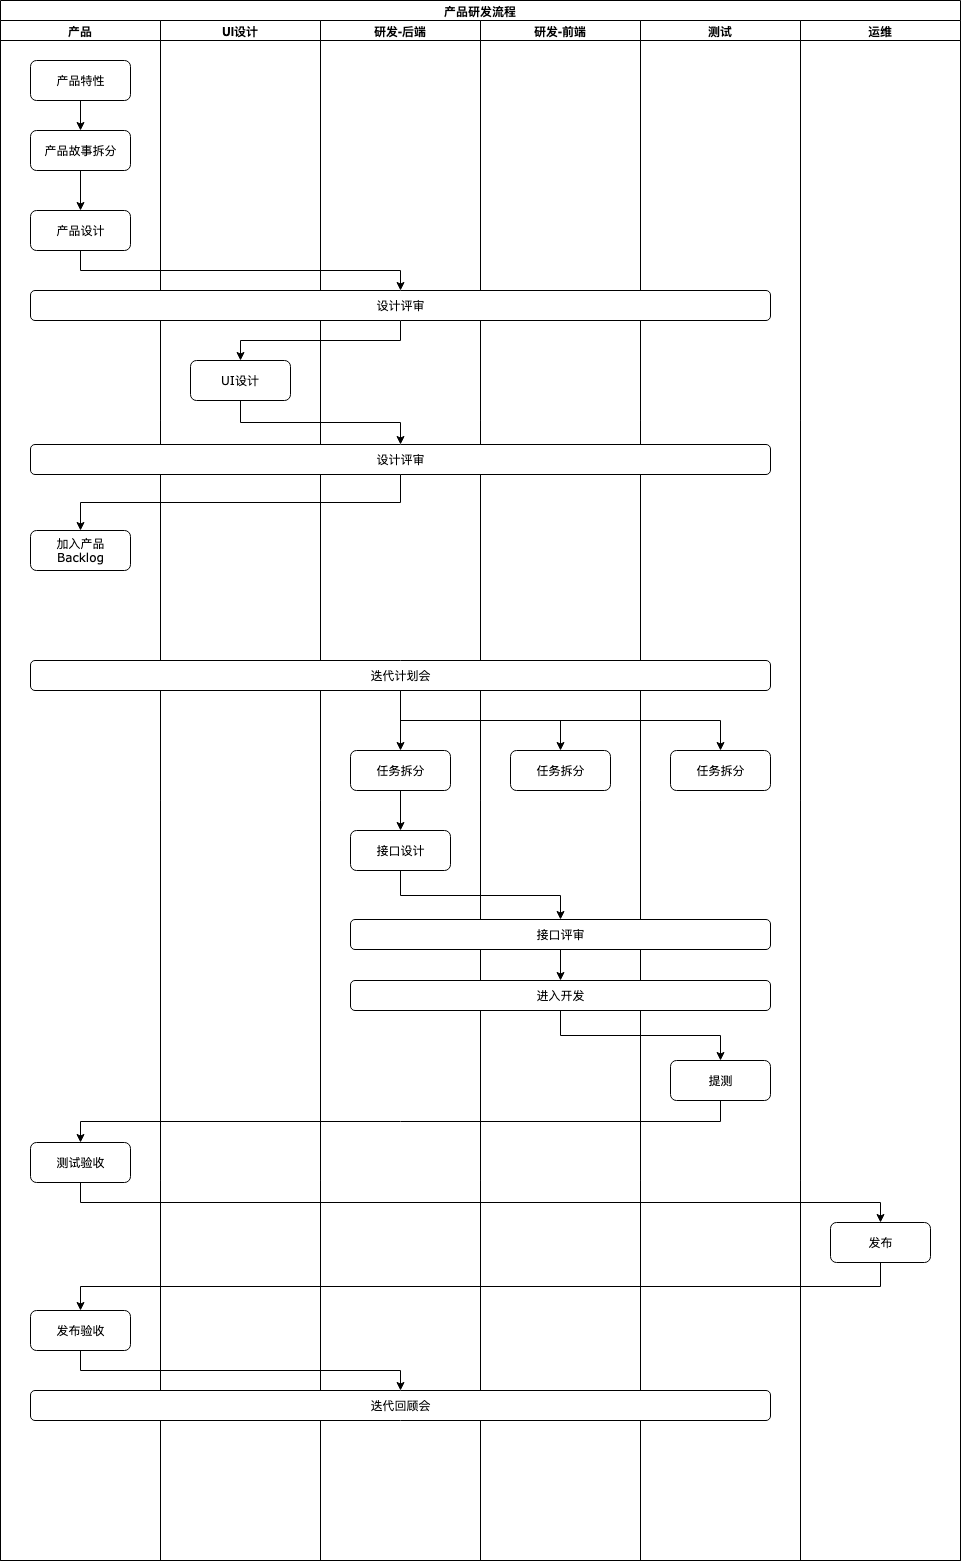 产品研发流程
产品
UI设计
研发-后端
研发-前端
测试
运维
产品特性
产品故事拆分
产品设计
设计评审
UI设计
设计评审
加入产品
Backlog
迭代计划会
任务拆分
任务拆分
任务拆分
接口设计
接口评审
进入开发
提测
测试验收
发布
发布验收
迭代回顾会